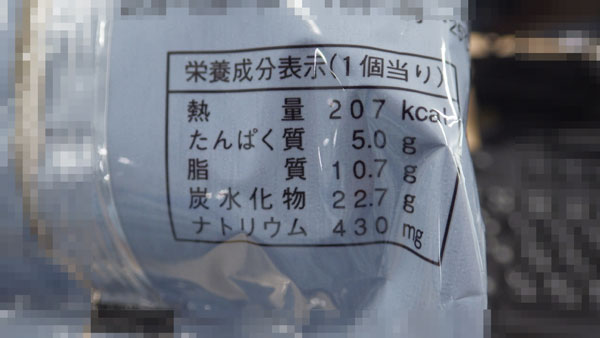 栄養成分表示(1個当り)
熱量 207 kcal
たんぱく質 5.0 g
脂質 10.7 g
炭水化物 22.7 g
ナトリウム 430 mg